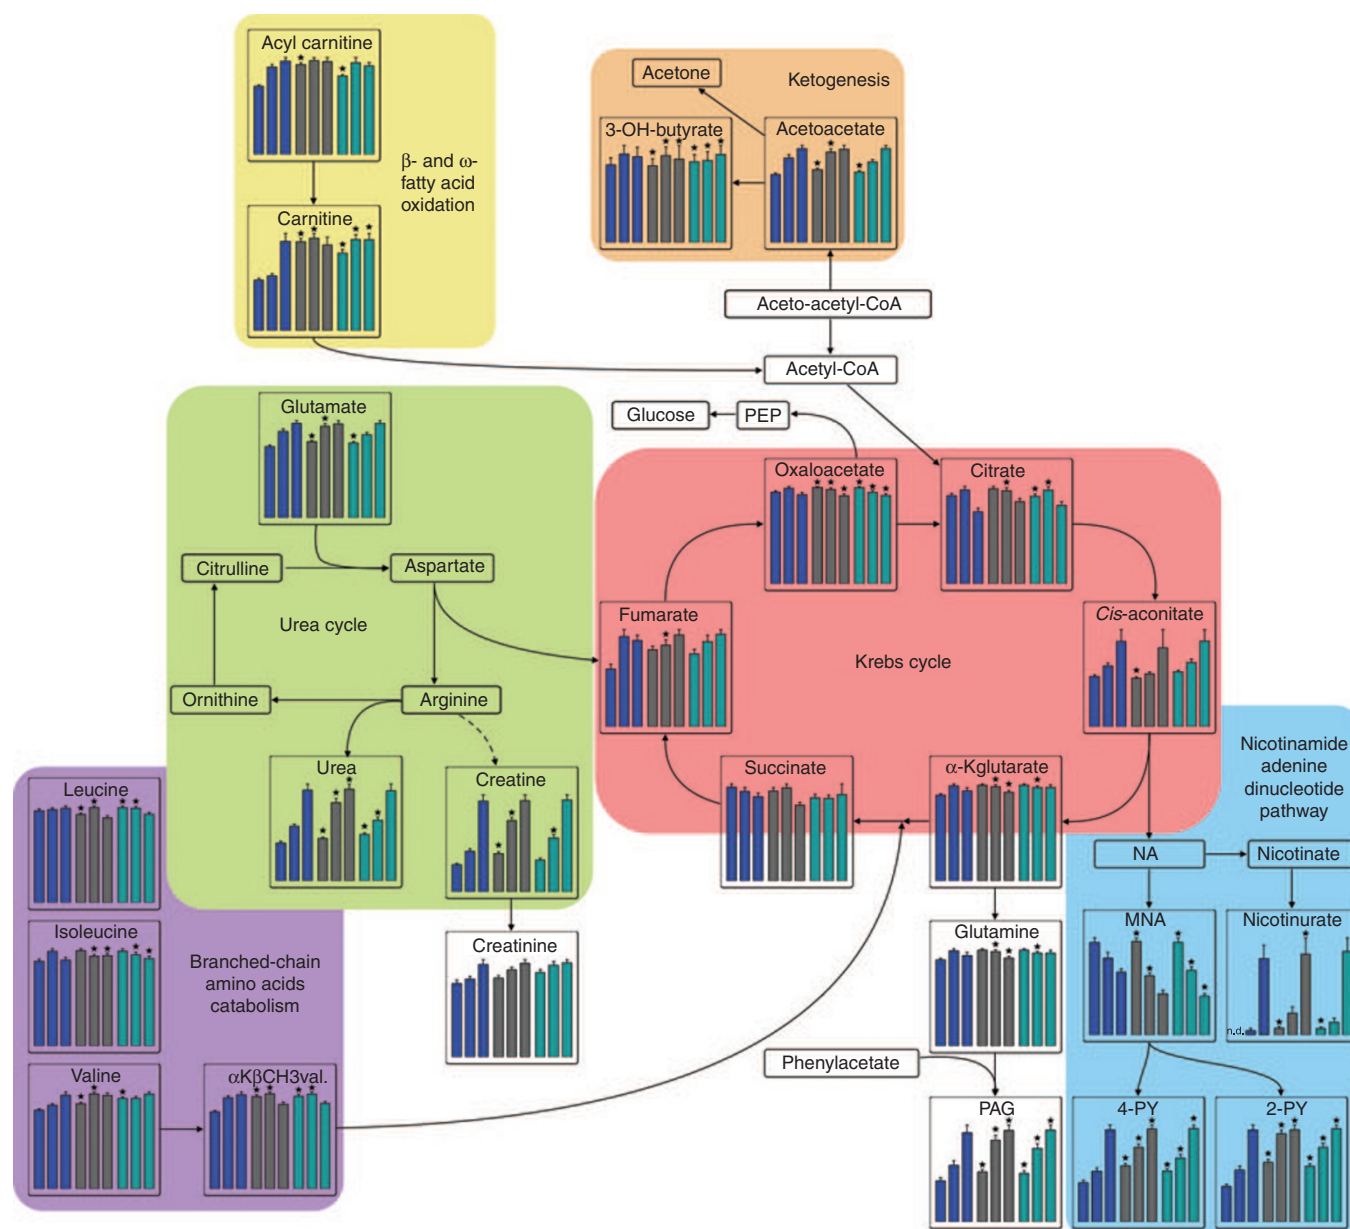 Acyl carnitine
β- and ω-
fatty acid
oxidation
Carnitine
Acetone
Ketogenesis
3-OH-butyrate
Acetoacetate
Aceto-acetyl-CoA
Acetyl-CoA
Glutamate
Glucose
PEP
Oxaloacetate
Citrate
Citrulline
Aspartate
Urea cycle
Fumarate
Cis-aconitate
Krebs cycle
Ornithine
Arginine
Urea
Creatine
Succinate
α-Kglutarate
Nicotinamide
adenine
dinucleotide
pathway
Leucine
NA
Nicotinate
Isoleucine
Branched-chain
amino acids
catabolism
Creatinine
Glutamine
MNA
Nicotinurate
n.d.
Valine
αKβCH3val.
Phenylacetate
PAG
4-PY
2-PY